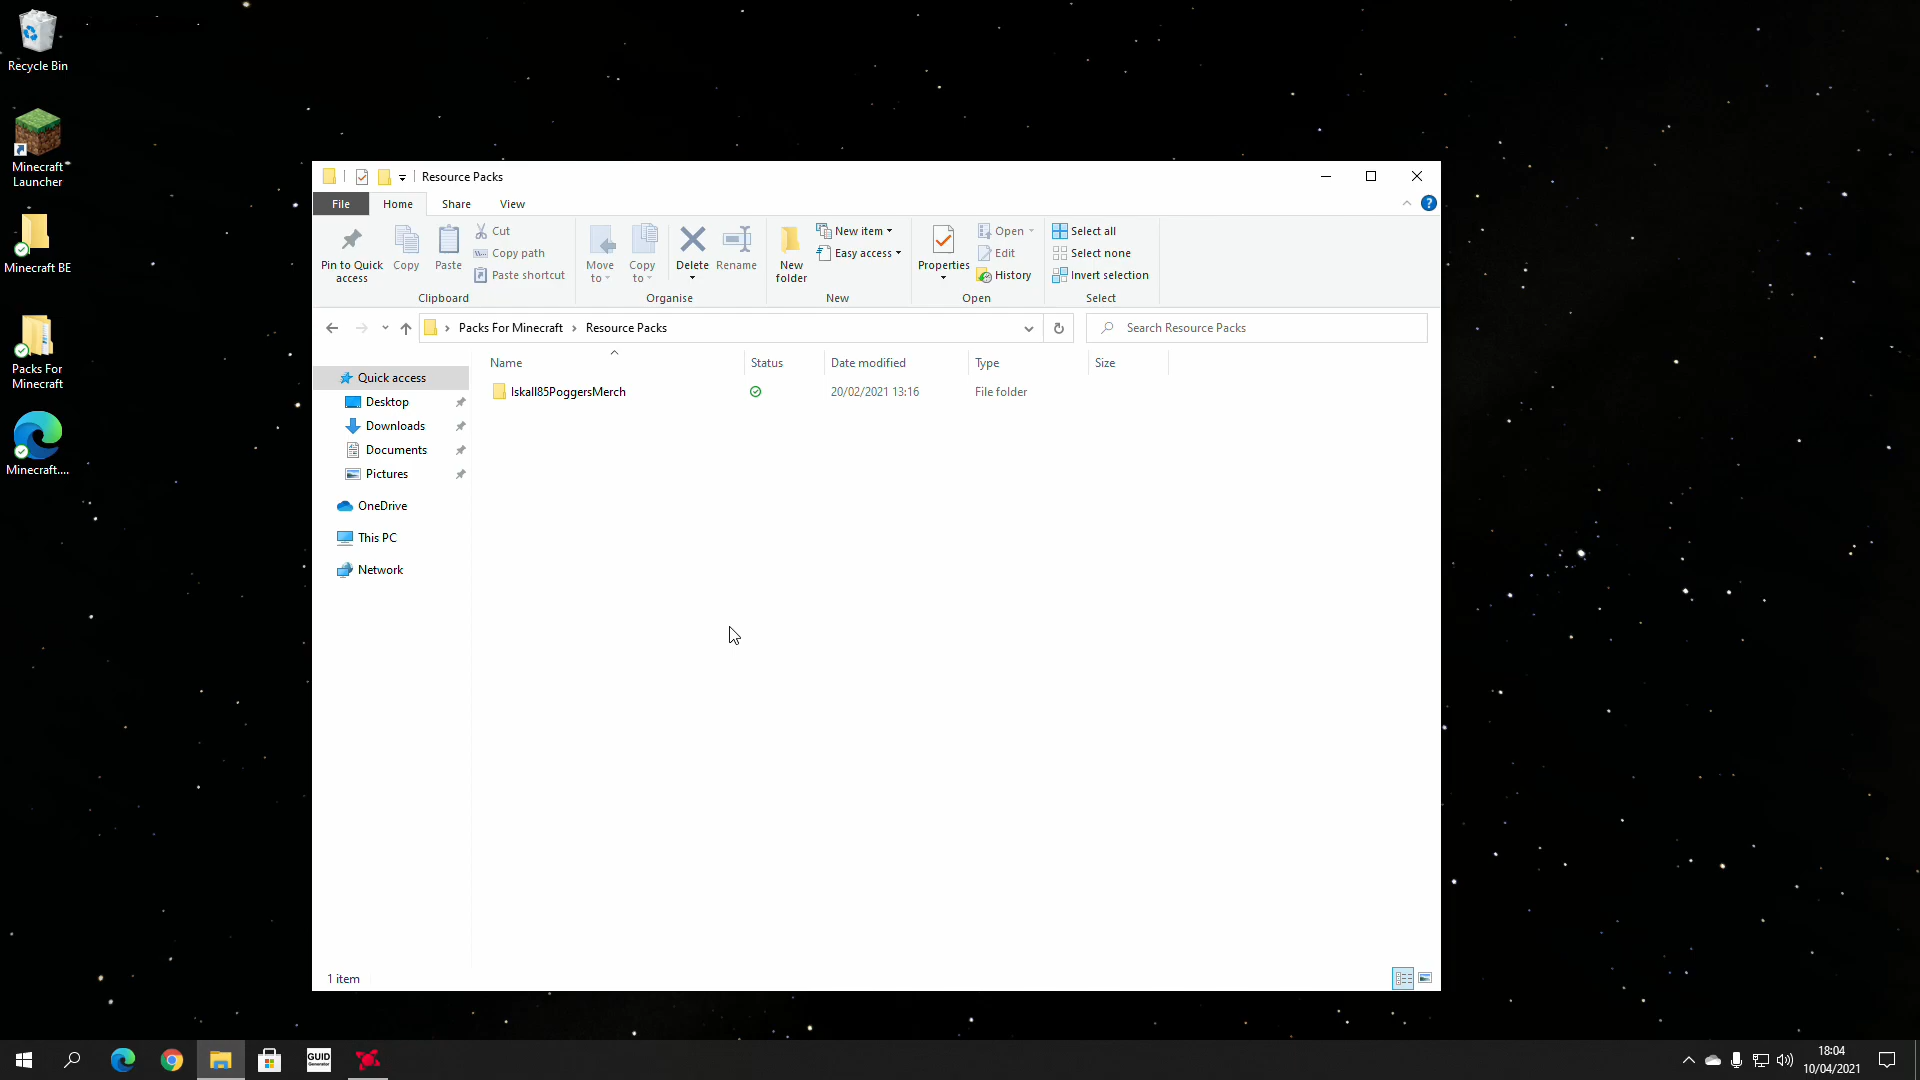 Recycle Bin
Minecraft
Launcher
Minecraft BE
Packs For
Minecraft
Minecraft....
Resource Packs
File
Home
Share
View
Pin to Quick
access
Copy
Paste
Cut
Copy path
Paste shortcut
Clipboard
Move
to
Copy
to
Delete
Rename
Organise
New
folder
New item
Easy access
New
Properties
Open
Edit
History
Open
Select all
Select none
Invert selection
Select
Packs For Minecraft > Resource Packs
Search Resource Packs
Name
Status
Date modified
Type
Size
Iskall85PoggersMerch
20/02/2021 13:16
File folder
Quick access
Desktop
Downloads
Documents
Pictures
OneDrive
This PC
Network
1 item
GUID
Generator
18:04
10/04/2021